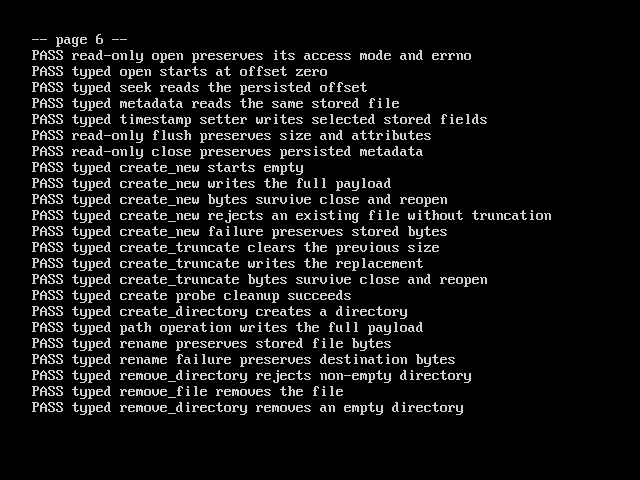 -- page 6 --
PASS read-only open preserves its access mode and errno
PASS typed open starts at offset zero
PASS typed seek reads the persisted offset
PASS typed metadata reads the same stored file
PASS typed timestamp setter writes selected stored fields
PASS read-only flush preserves size and attributes
PASS read-only close preserves persisted metadata
PASS typed create_new starts empty
PASS typed create_new writes the full payload
PASS typed create_new bytes survive close and reopen
PASS typed create_new rejects an existing file without truncation
PASS typed create_new failure preserves stored bytes
PASS typed create_truncate clears the previous size
PASS typed create_truncate writes the replacement
PASS typed create_truncate bytes survive close and reopen
PASS typed create probe cleanup succeeds
PASS typed create_directory creates a directory
PASS typed path operation writes the full payload
PASS typed rename preserves stored file bytes
PASS typed rename failure preserves destination bytes
PASS typed remove_directory rejects non-empty directory
PASS typed remove_file removes the file
PASS typed remove_directory removes an empty directory